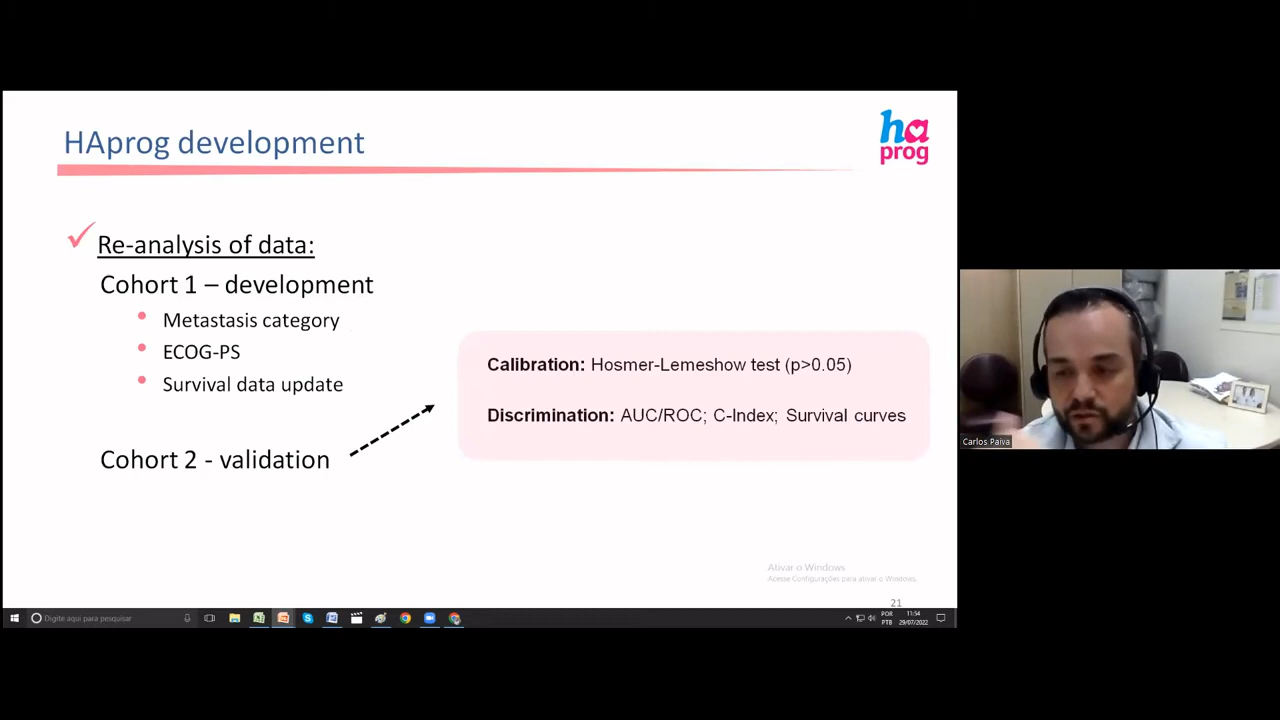 HAprog development
ha
prog
Re-analysis of data:
Cohort 1 – development
Metastasis category
ECOG-PS
Survival data update
Calibration: Hosmer-Lemeshow test (p>0.05)
Discrimination: AUC/ROC; C-Index; Survival curves
Cohort 2 - validation
Carlos Paiva
Ativar o Windows
Acesse Configurações para ativar o Windows.
21
Digite aqui para pesquisar
POR
PTB
11:54
29/07/2022